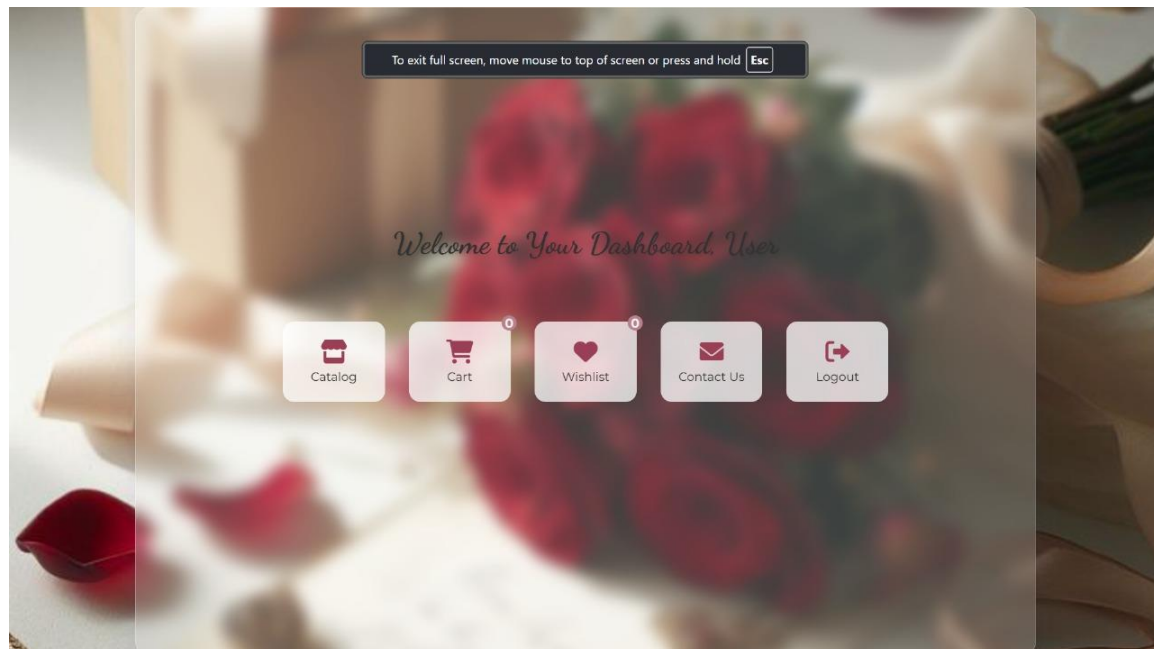 To exit full screen, move mouse to top of screen or press and hold Esc
Welcome to Your Dashboard, User
0
0
Catalog
Cart
Wishlist
Contact Us
Logout